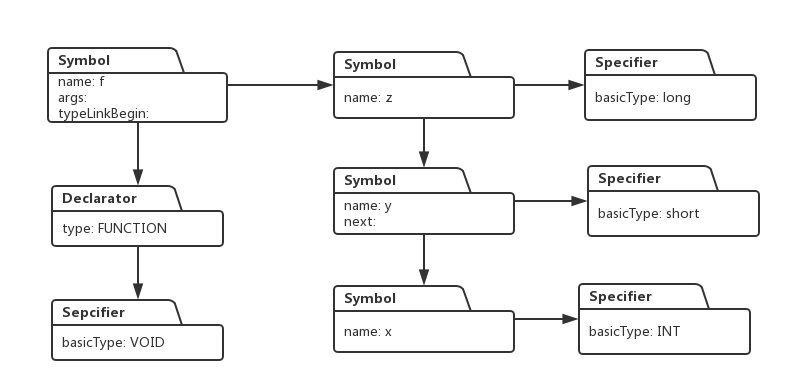 Symbol
name: f
args:
typeLinkBegin:
Symbol
name: z
Specifier
basicType: long
Declarator
type: FUNCTION
Symbol
name: y
next:
Specifier
basicType: short
Sepcifier
basicType: VOID
Symbol
name: x
Specifier
basicType: INT